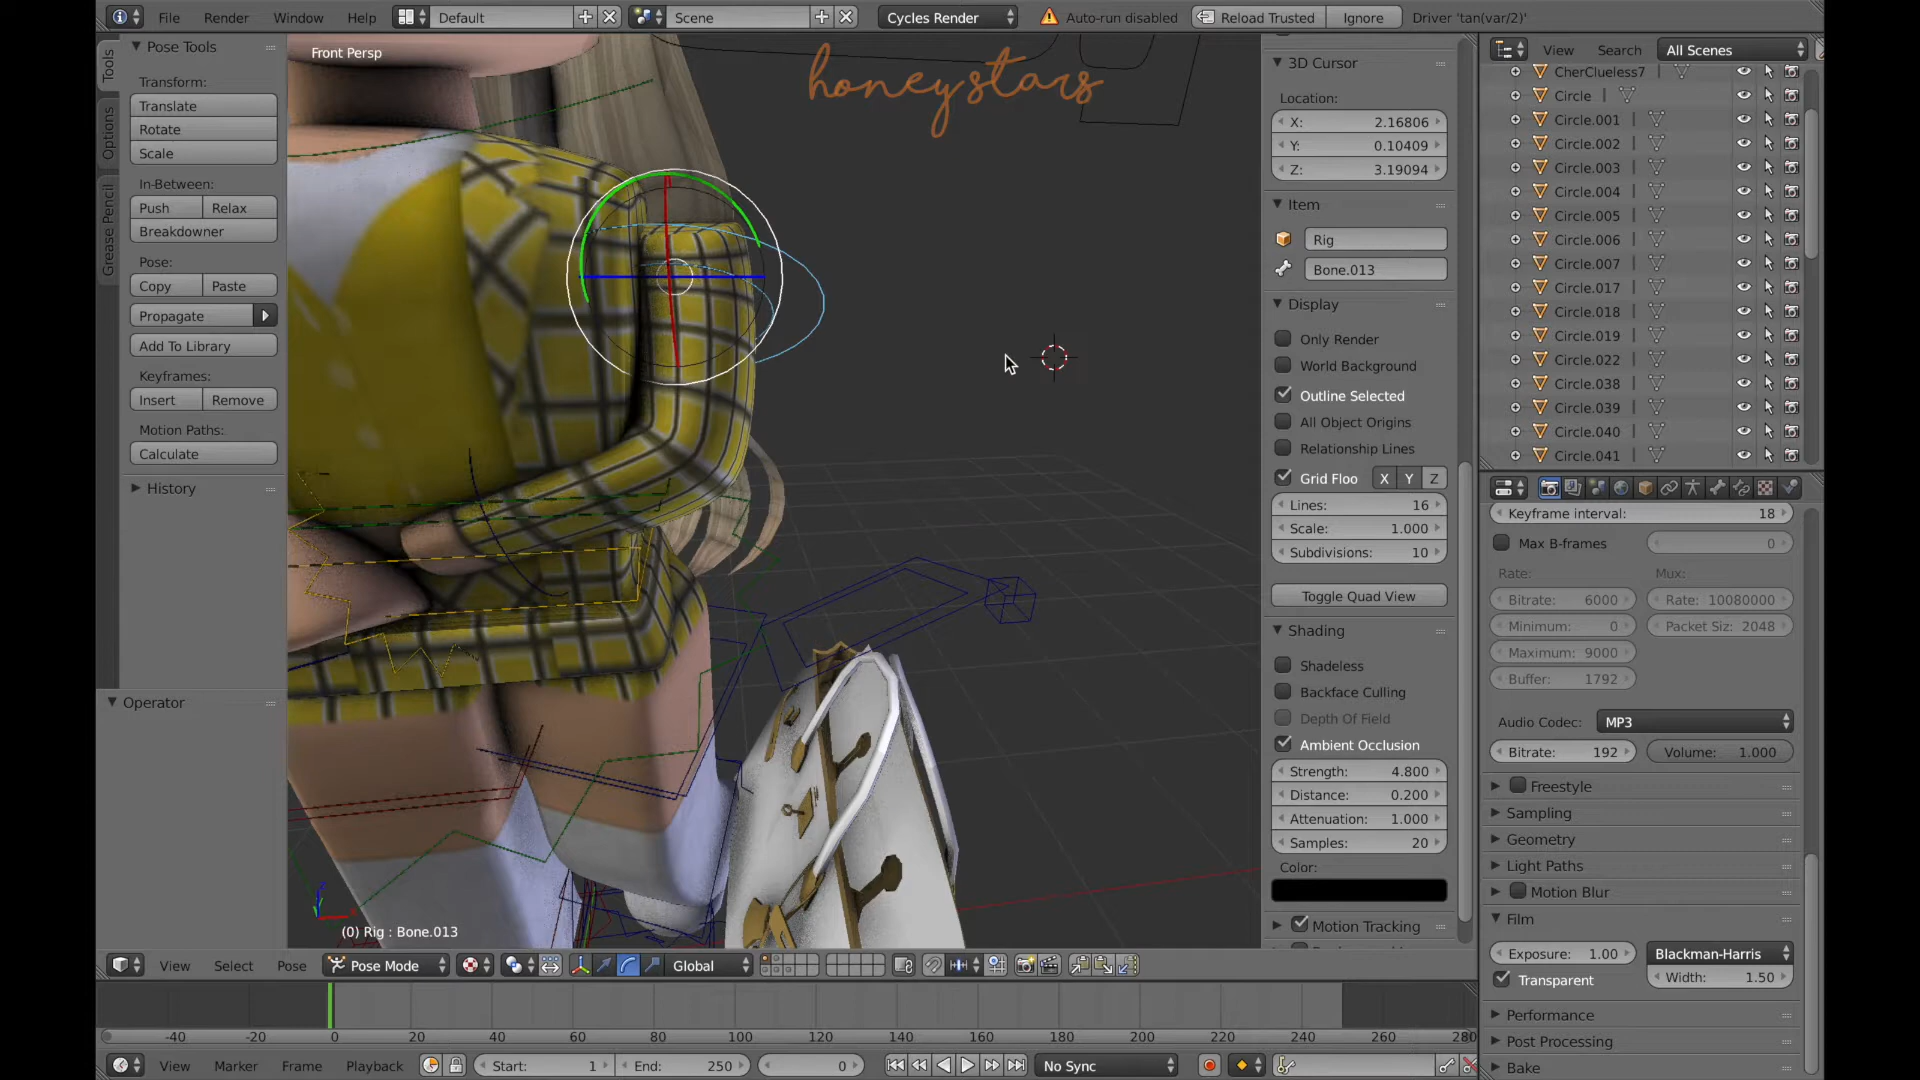 File Render Window Help Default Scene Cycles Render Auto-run disabled Reload Trusted Ignore Driver 'tan(var/2)'
Tools
Options
Grease Pencil
Pose Tools
Transform:
Translate
Rotate
Scale
In-Between:
Push Relax
Breakdowner
Pose:
Copy Paste
Propagate
Add To Library
Keyframes:
Insert Remove
Motion Paths:
Calculate
History
Operator
Front Persp
honeystars
(0) Rig : Bone.013
3D Cursor
Location:
X: 2.16806
Y: 0.10409
Z: 3.19094
Item
Rig
Bone.013
Display
Only Render
World Background
Outline Selected
All Object Origins
Relationship Lines
Grid Floo X Y Z
Lines: 16
Scale: 1.000
Subdivisions: 10
Toggle Quad View
Shading
Shadeless
Backface Culling
Depth Of Field
Ambient Occlusion
Strength: 4.800
Distance: 0.200
Attenuation: 1.000
Samples: 20
Color:
Motion Tracking
View Search All Scenes
CherClueless7
Circle
Circle.001
Circle.002
Circle.003
Circle.004
Circle.005
Circle.006
Circle.007
Circle.017
Circle.018
Circle.019
Circle.022
Circle.038
Circle.039
Circle.040
Circle.041
Keyframe interval: 18
Max B-frames 0
Rate: Mux:
Bitrate: 6000 Rate: 10080000
Minimum: 0 Packet Siz: 2048
Maximum: 9000
Buffer: 1792
Audio Codec: MP3
Bitrate: 192 Volume: 1.000
Freestyle
Sampling
Geometry
Light Paths
Motion Blur
Film
Exposure: 1.00 Blackman-Harris
Transparent Width: 1.50
Performance
Post Processing
Bake
View Select Pose Pose Mode Global
-40 -20 0 20 40 60 80 100 120 140 160 180 200 220 240 260 280
View Marker Frame Playback Start: 1 End: 250 0 No Sync